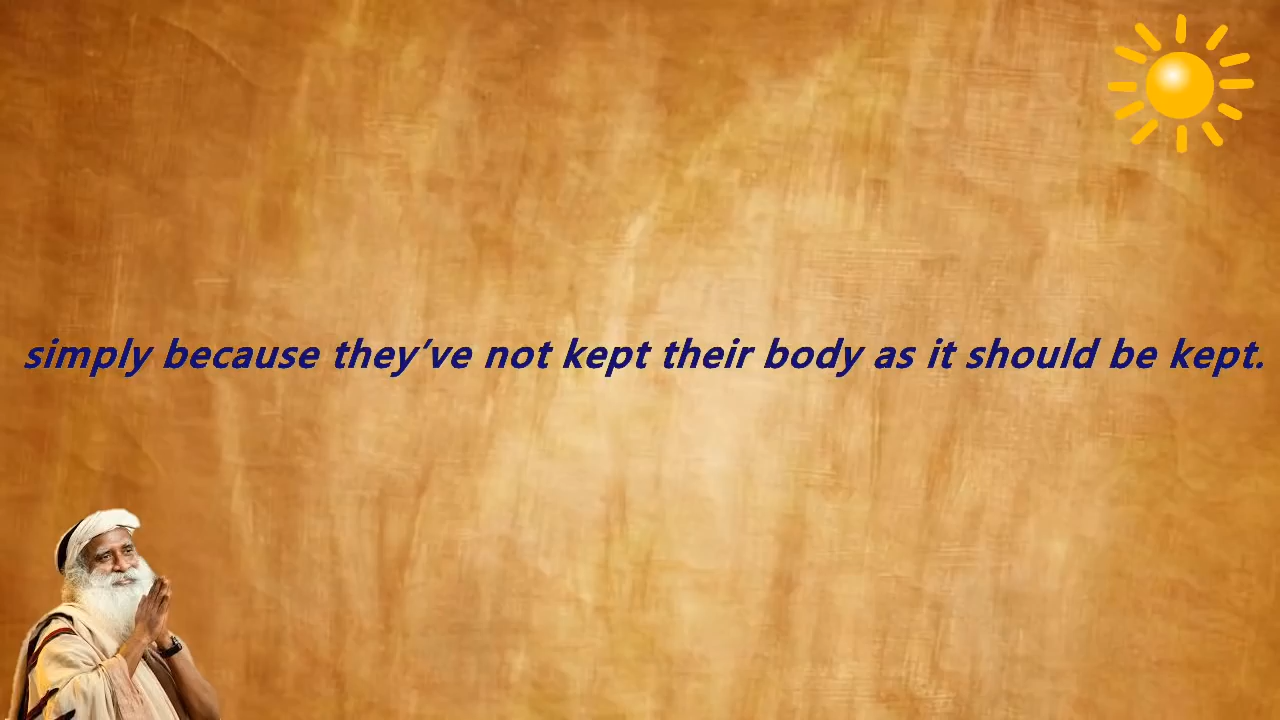 simply because they’ve not kept their body as it should be kept.